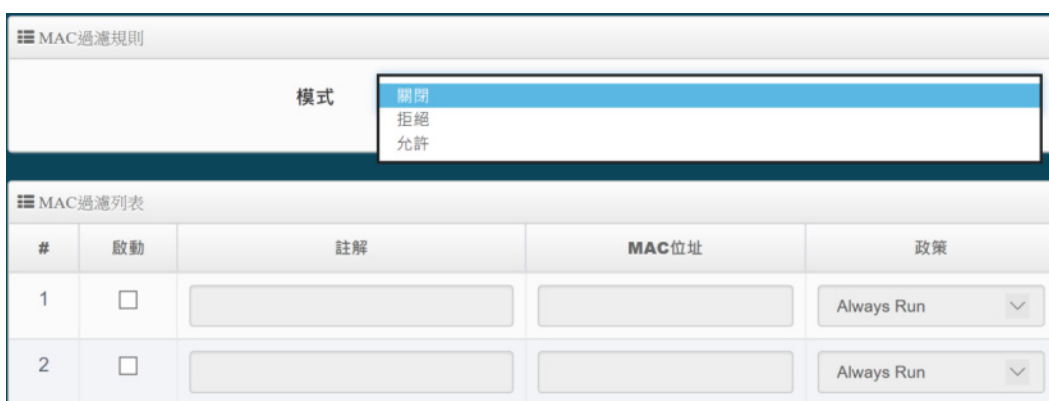 MAC過濾規則
模式
關閉
拒絕
允許
MAC過濾列表
# 啟動 註解 MAC位址 政策
1 Always Run
2 Always Run